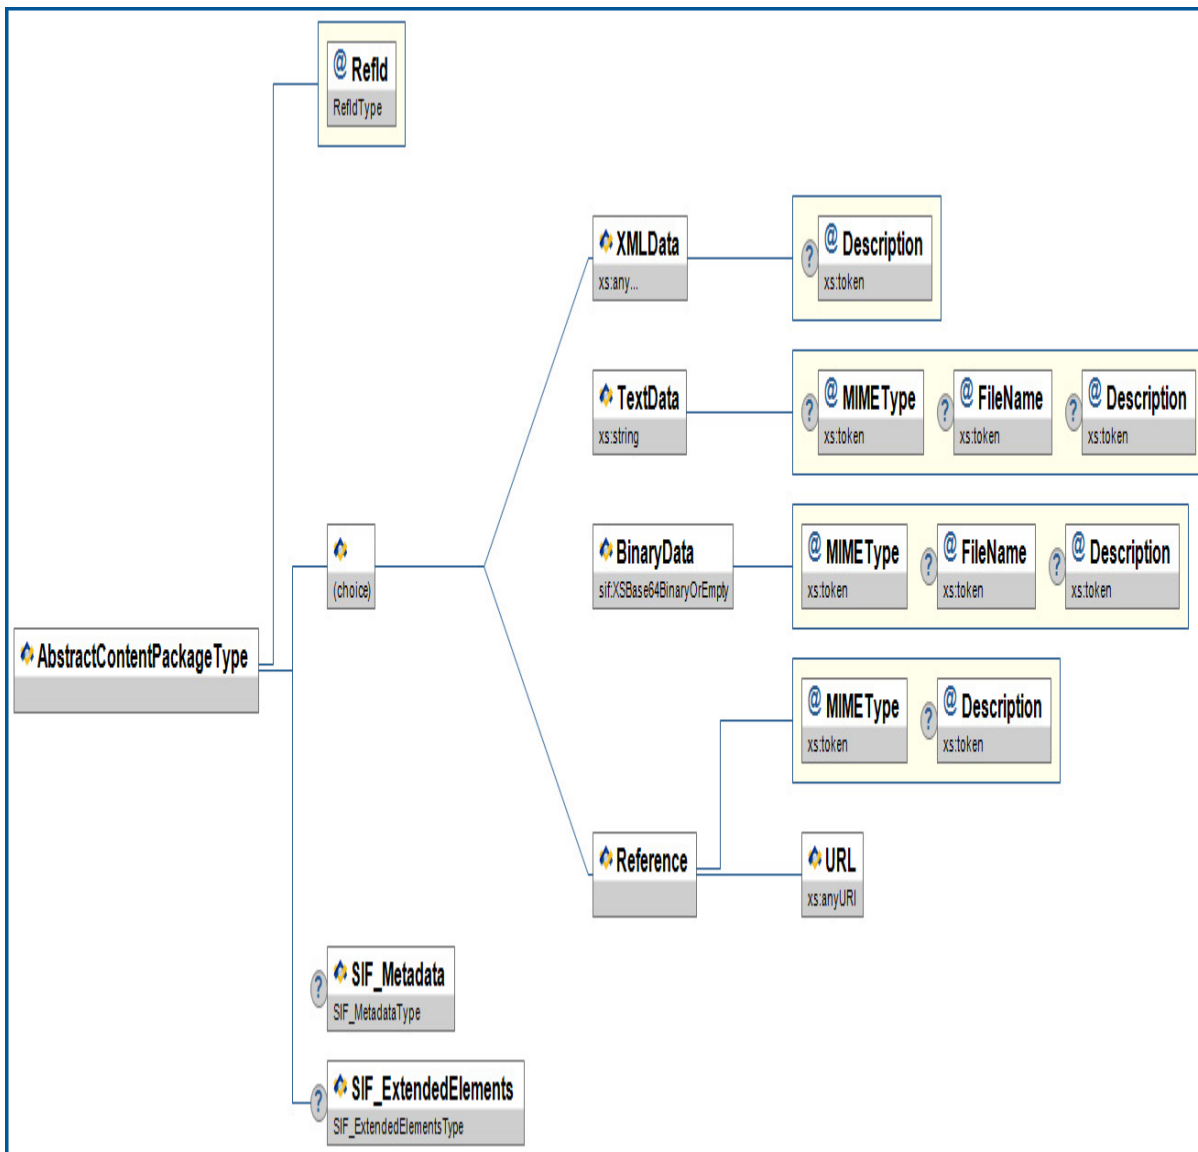 @ RefId
RefIdType
XMLData
xs:any...
? @ Description
xs:token
TextData
xs:string
? @ MIMEType ? @ FileName ? @ Description
xs:token xs:token xs:token
(choice)
BinaryData
sif:XSBase64BinaryOrEmpty
@ MIMEType ? @ FileName ? @ Description
xs:token xs:token xs:token
AbstractContentPackageType
@ MIMEType ? @ Description
xs:token xs:token
Reference
URL
xs:anyURI
? SIF_Metadata
SIF_MetadataType
? SIF_ExtendedElements
SIF_ExtendedElementsType